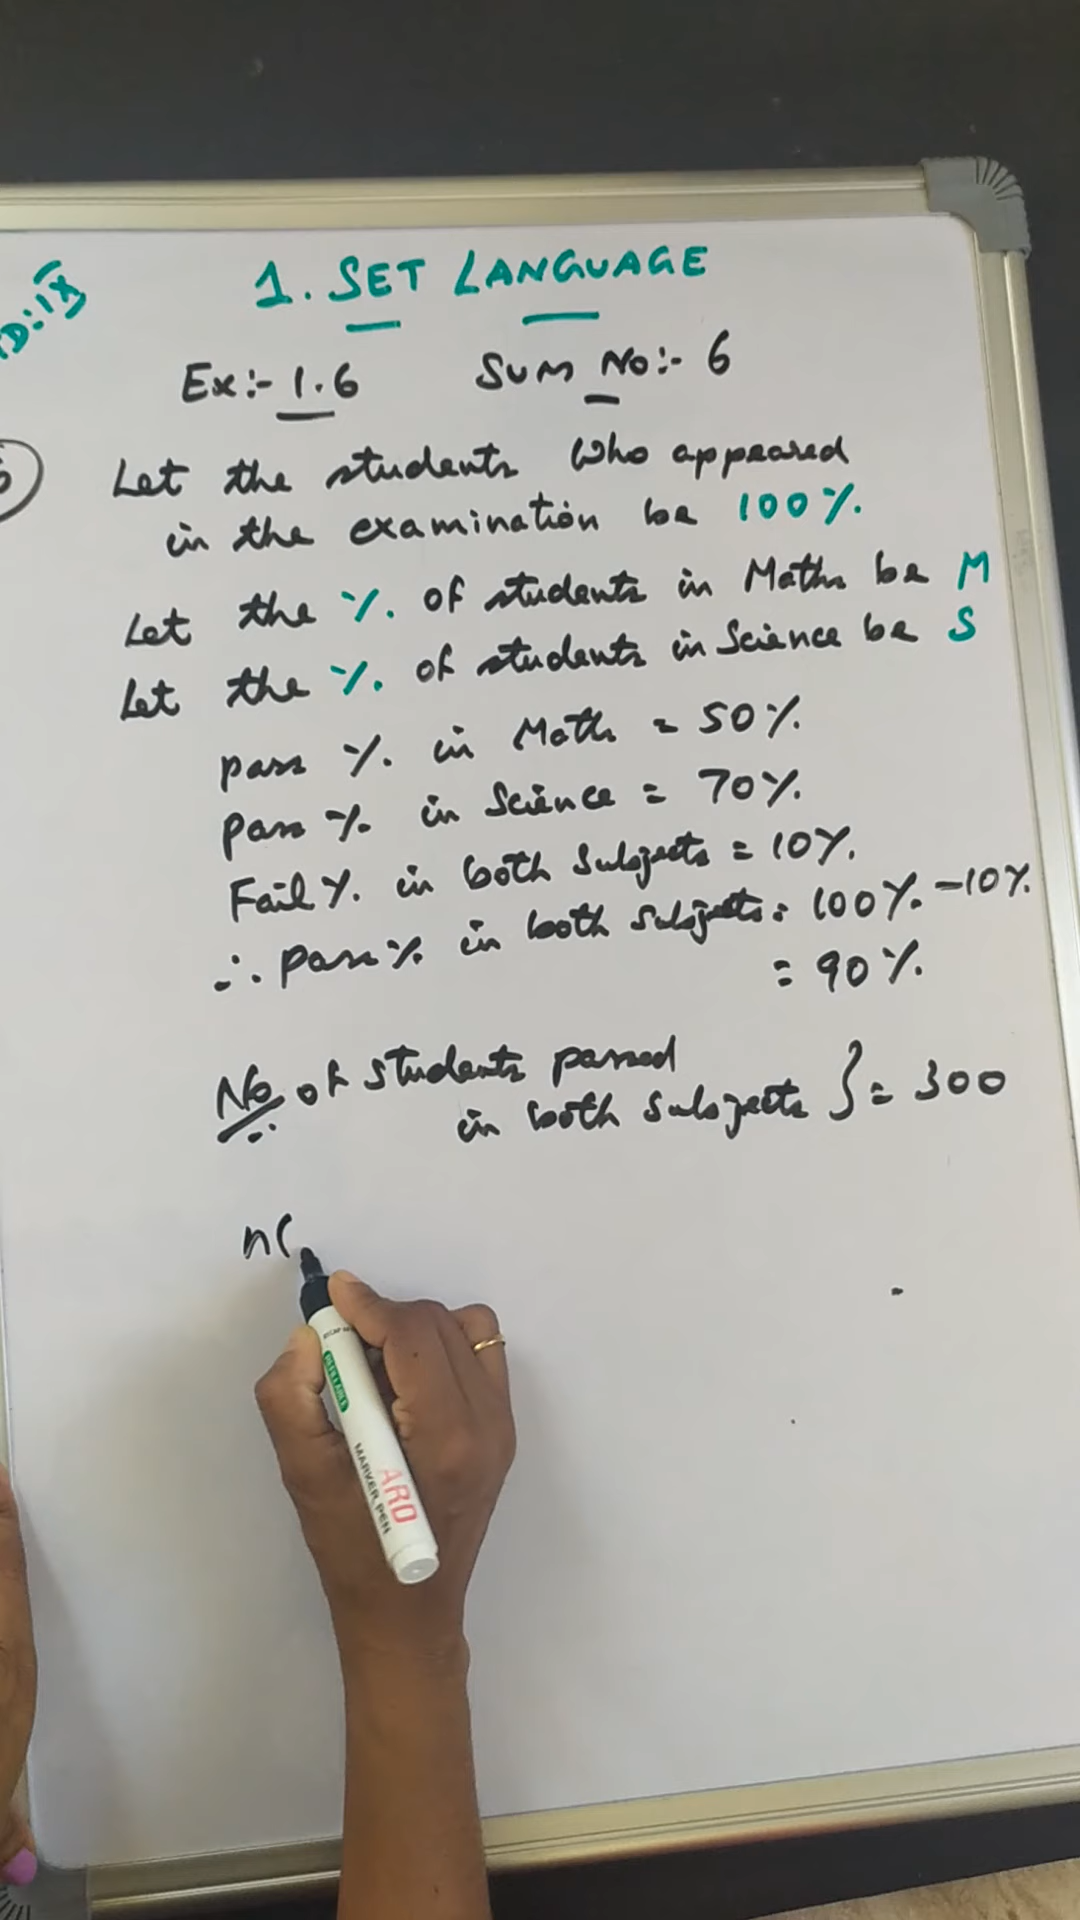 1. SET LANGUAGE
Ex:- 1.6 Sum No:- 6
Let the students who appeared
in the examination be 100%.
Let the %. of students in Maths be M
Let the %. of students in Science be S
pass %. in Maths = 50%.
pass %. in Science = 70%.
Fail %. in both Subjects = 10%.
∴ pass % in both subjects = 100%. - 10%.
= 90%.
No of students passed
in both subjects } = 300
n(
ARO
MARKER PEN